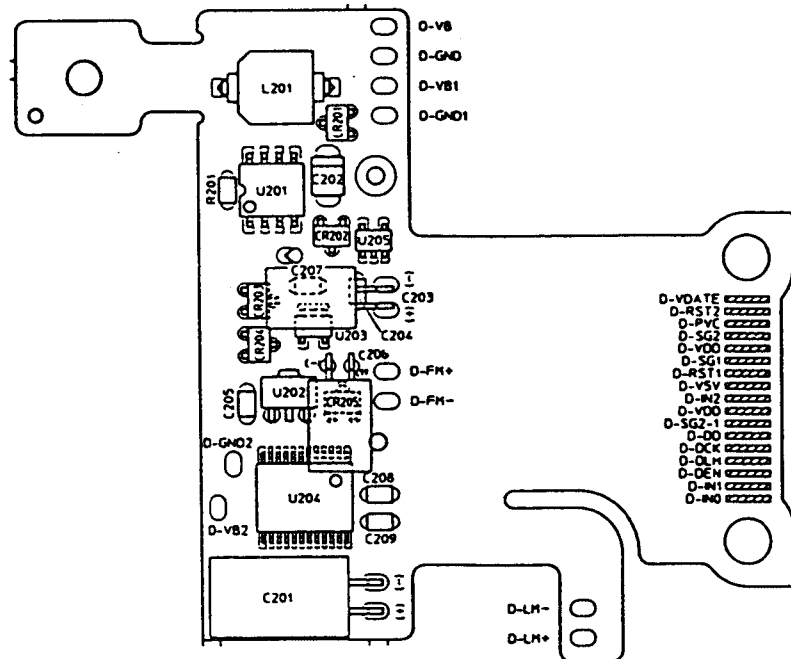 D-VB
D-GND
D-VB1
D-GND1
L201
CR201
R201
U201
C202
CR202
U205
C207
(-)
C203
(+)
CR203
U203
C204
CR204
(-)
C206
D-FM+
U202
C205
CR205
D-FM-
D-GND2
U204
C208
D-VB2
C209
C201
(-)
(+)
D-VDATE
D-RST2
D-PVC
D-SG2
D-VDD
D-SG1
D-RST1
D-VSV
D-IN2
D-VDD
D-SG2-1
D-DO
D-DCK
D-DLM
D-DEN
D-IN1
D-IN0
D-LM-
D-LM+